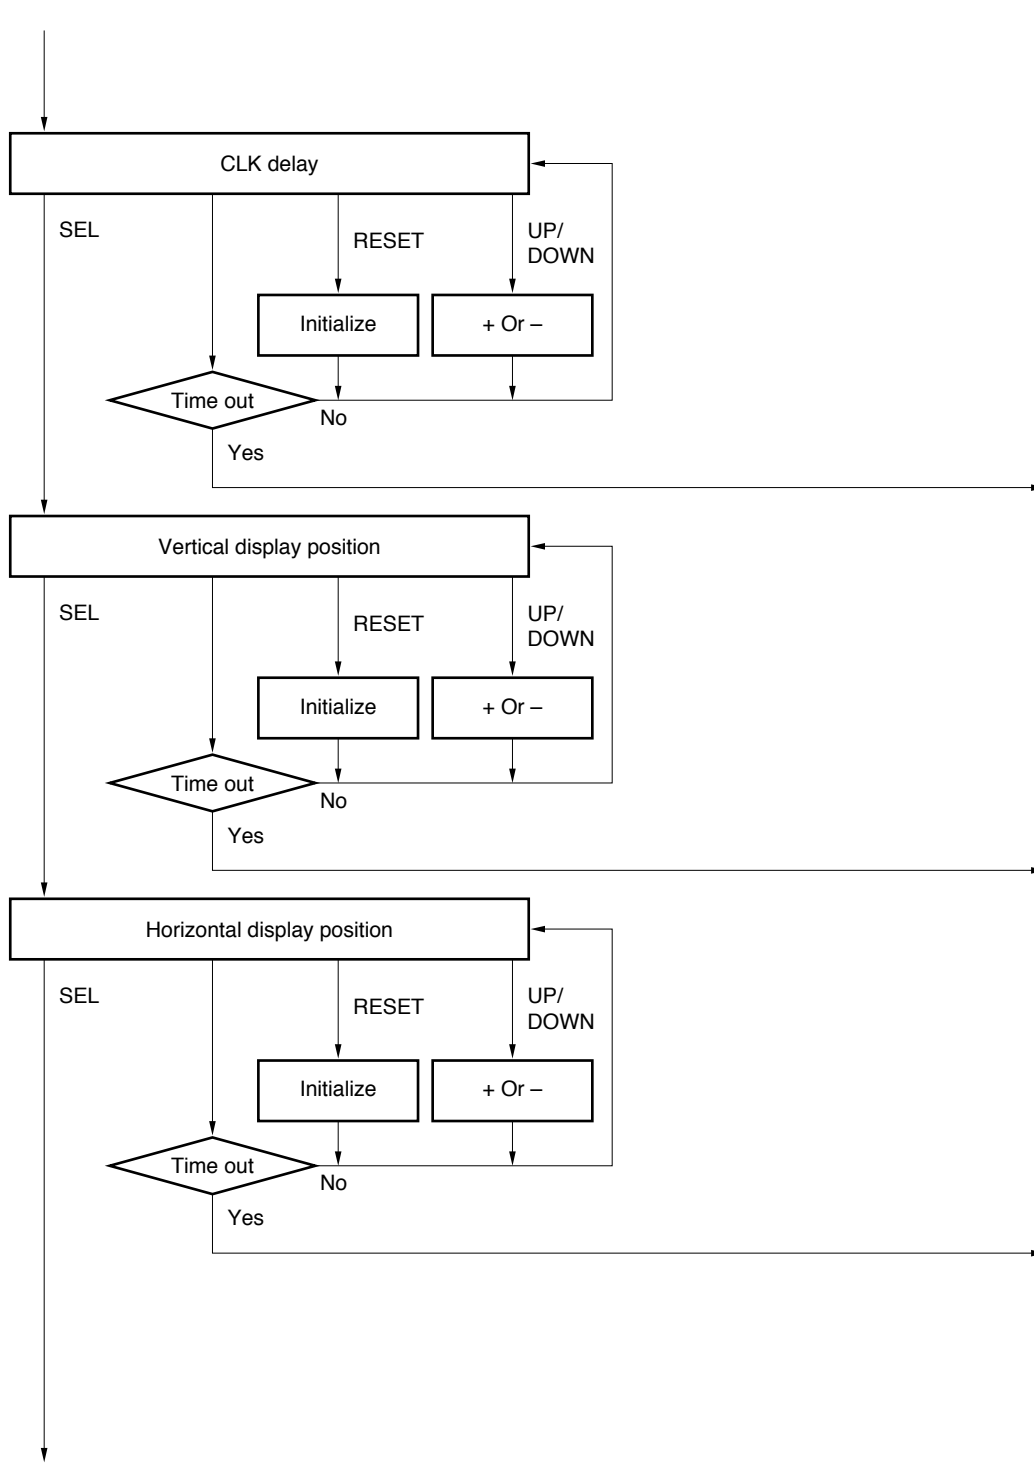 CLK delay
SEL
RESET
UP/
DOWN
Initialize
+ Or –
Time out
No
Yes
Vertical display position
SEL
RESET
UP/
DOWN
Initialize
+ Or –
Time out
No
Yes
Horizontal display position
SEL
RESET
UP/
DOWN
Initialize
+ Or –
Time out
No
Yes